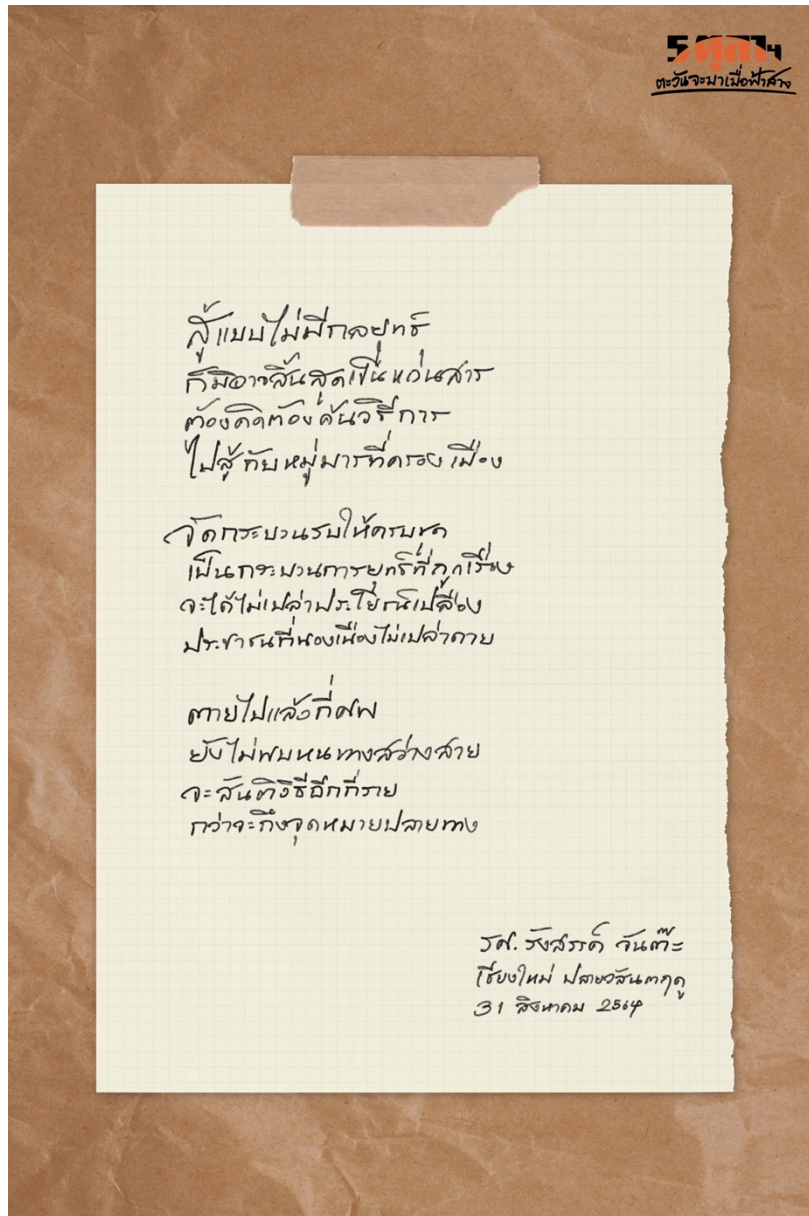 5 ตุลา
ตะวันจะมาเมื่อฟ้าสาง
สู้แบบไม่มีกลยุทธ์
ก็มิอาจสิ้นสุดเป็นหว่นสาร
ต้องคิดต้องค้นวิธีการ
ไปสู้กับหมู่มารที่ครองเมือง
จัดกระบวนรบให้ครบชุด
เป็นกระบวนการยุทธ์ที่ลูกเรื่อง
จะได้ไม่เปล่าประโยชน์เปลือง
ประชาชนที่นองเนืองไม่เปล่าดาย
ตายไปแล้วกี่ศพ
ยังไม่พบหนทางสว่างสาย
จะสันติวิธีอีกกี่ราย
กว่าจะถึงจุดหมายปลายทาง
รศ. รังสรรค์ จันต๊ะ
เชียงใหม่ ปลายวสันตฤดู
31 สิงหาคม 2564